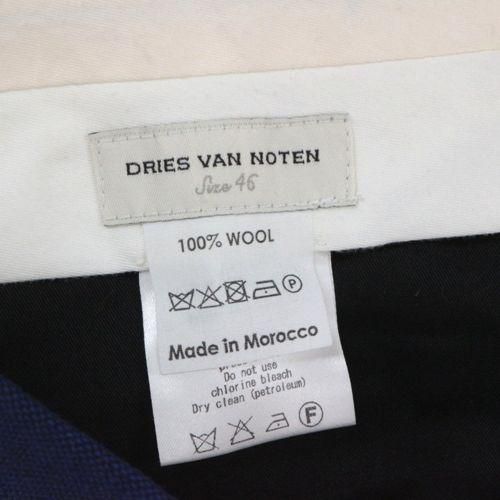 DRIES VAN NOTEN
Size 46
100% WOOL
P
Made in Morocco
Do not use
chlorine bleach
Dry clean (petroleum)
F